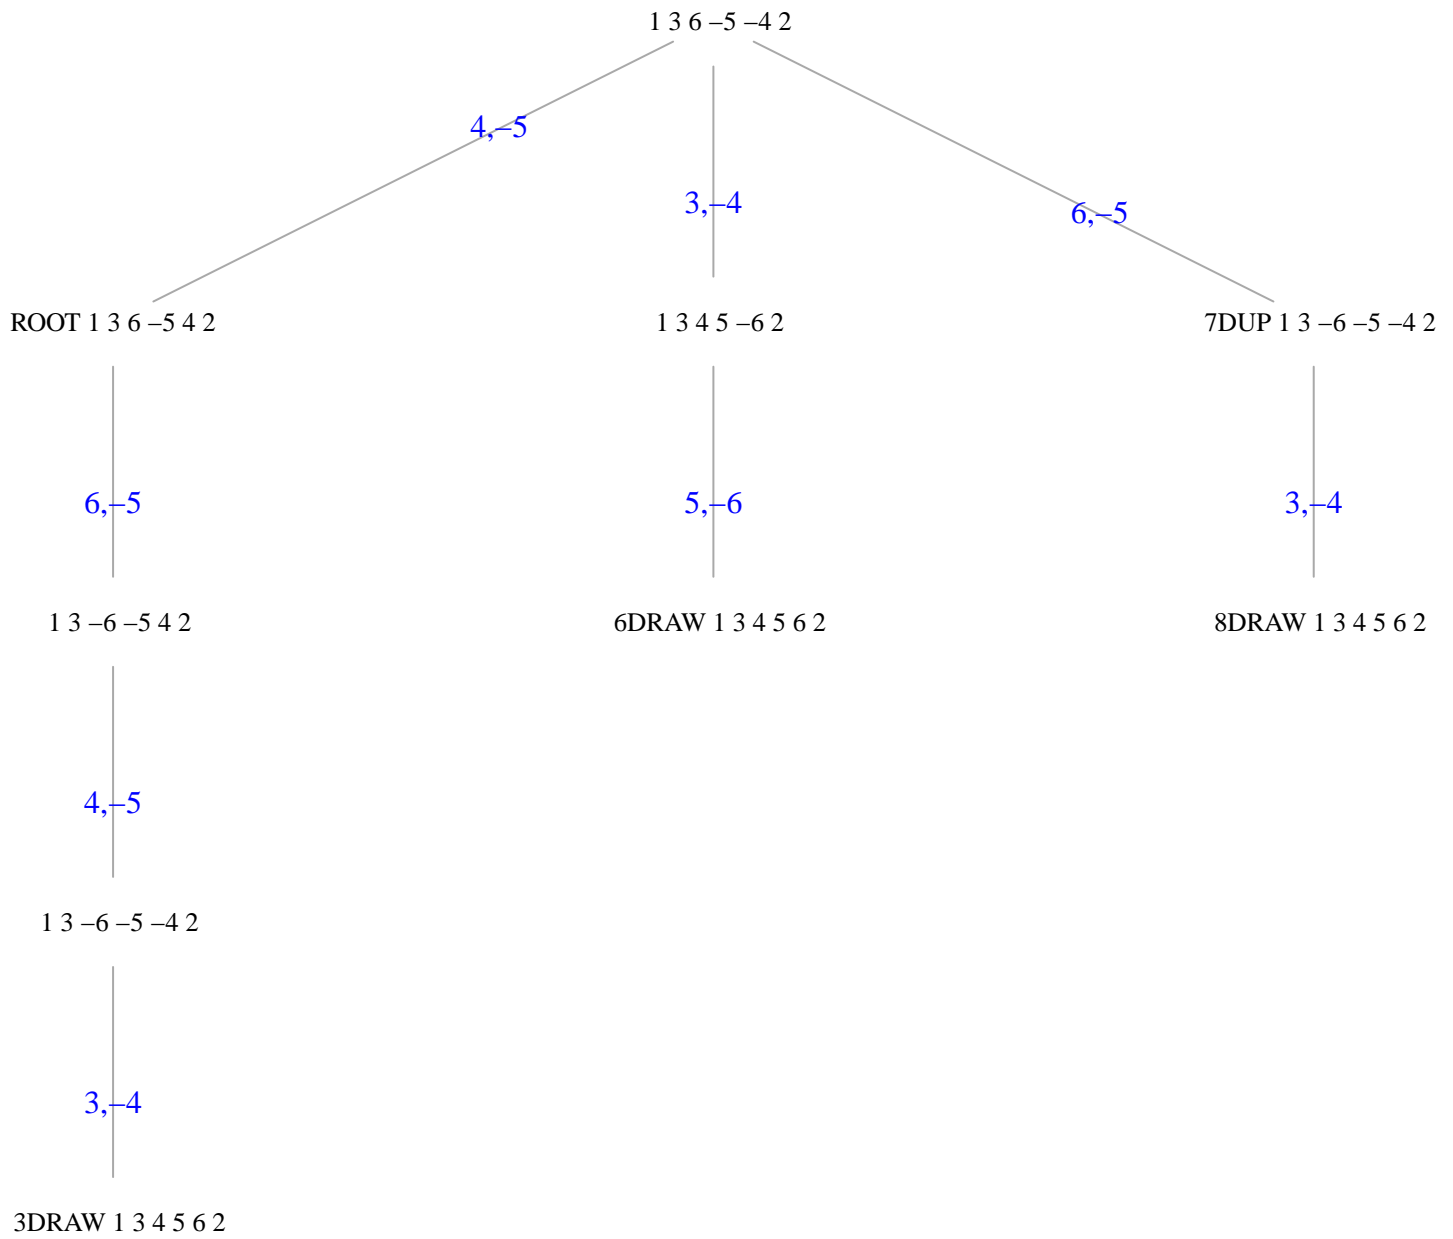 1 3 6 –5 –4 2
4,–5
3,–4
6,–5
ROOT 1 3 6 –5 4 2
1 3 4 5 –6 2
7DUP 1 3 –6 –5 –4 2
6,–5
5,–6
3,–4
1 3 –6 –5 4 2
6DRAW 1 3 4 5 6 2
8DRAW 1 3 4 5 6 2
4,–5
1 3 –6 –5 –4 2
3,–4
3DRAW 1 3 4 5 6 2